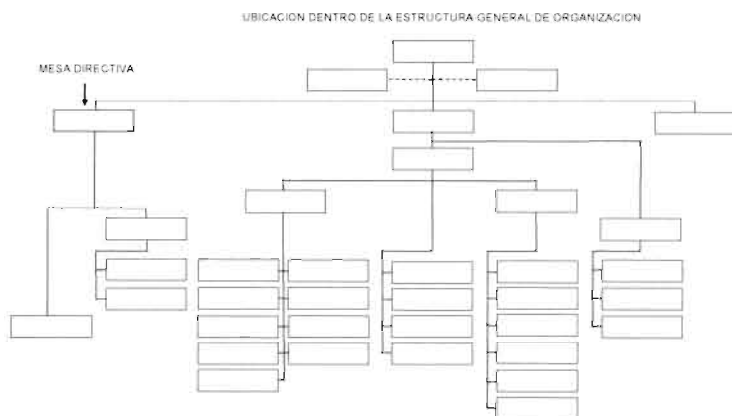 UBICACION DENTRO DE LA ESTRUCTURA GENERAL DE ORGANIZACION
MESA DIRECTIVA